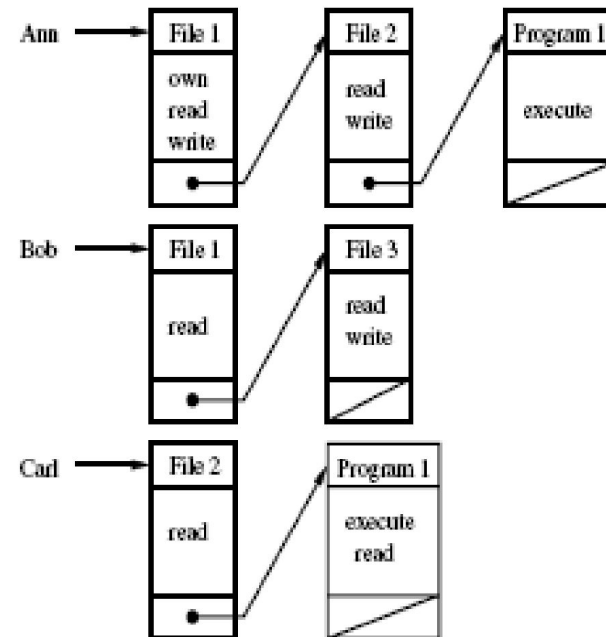 Ann
File 1
own
read
write
File 2
read
write
Program 1
execute
Bob
File 1
read
File 3
read
write
Carl
File 2
read
Program 1
execute
read